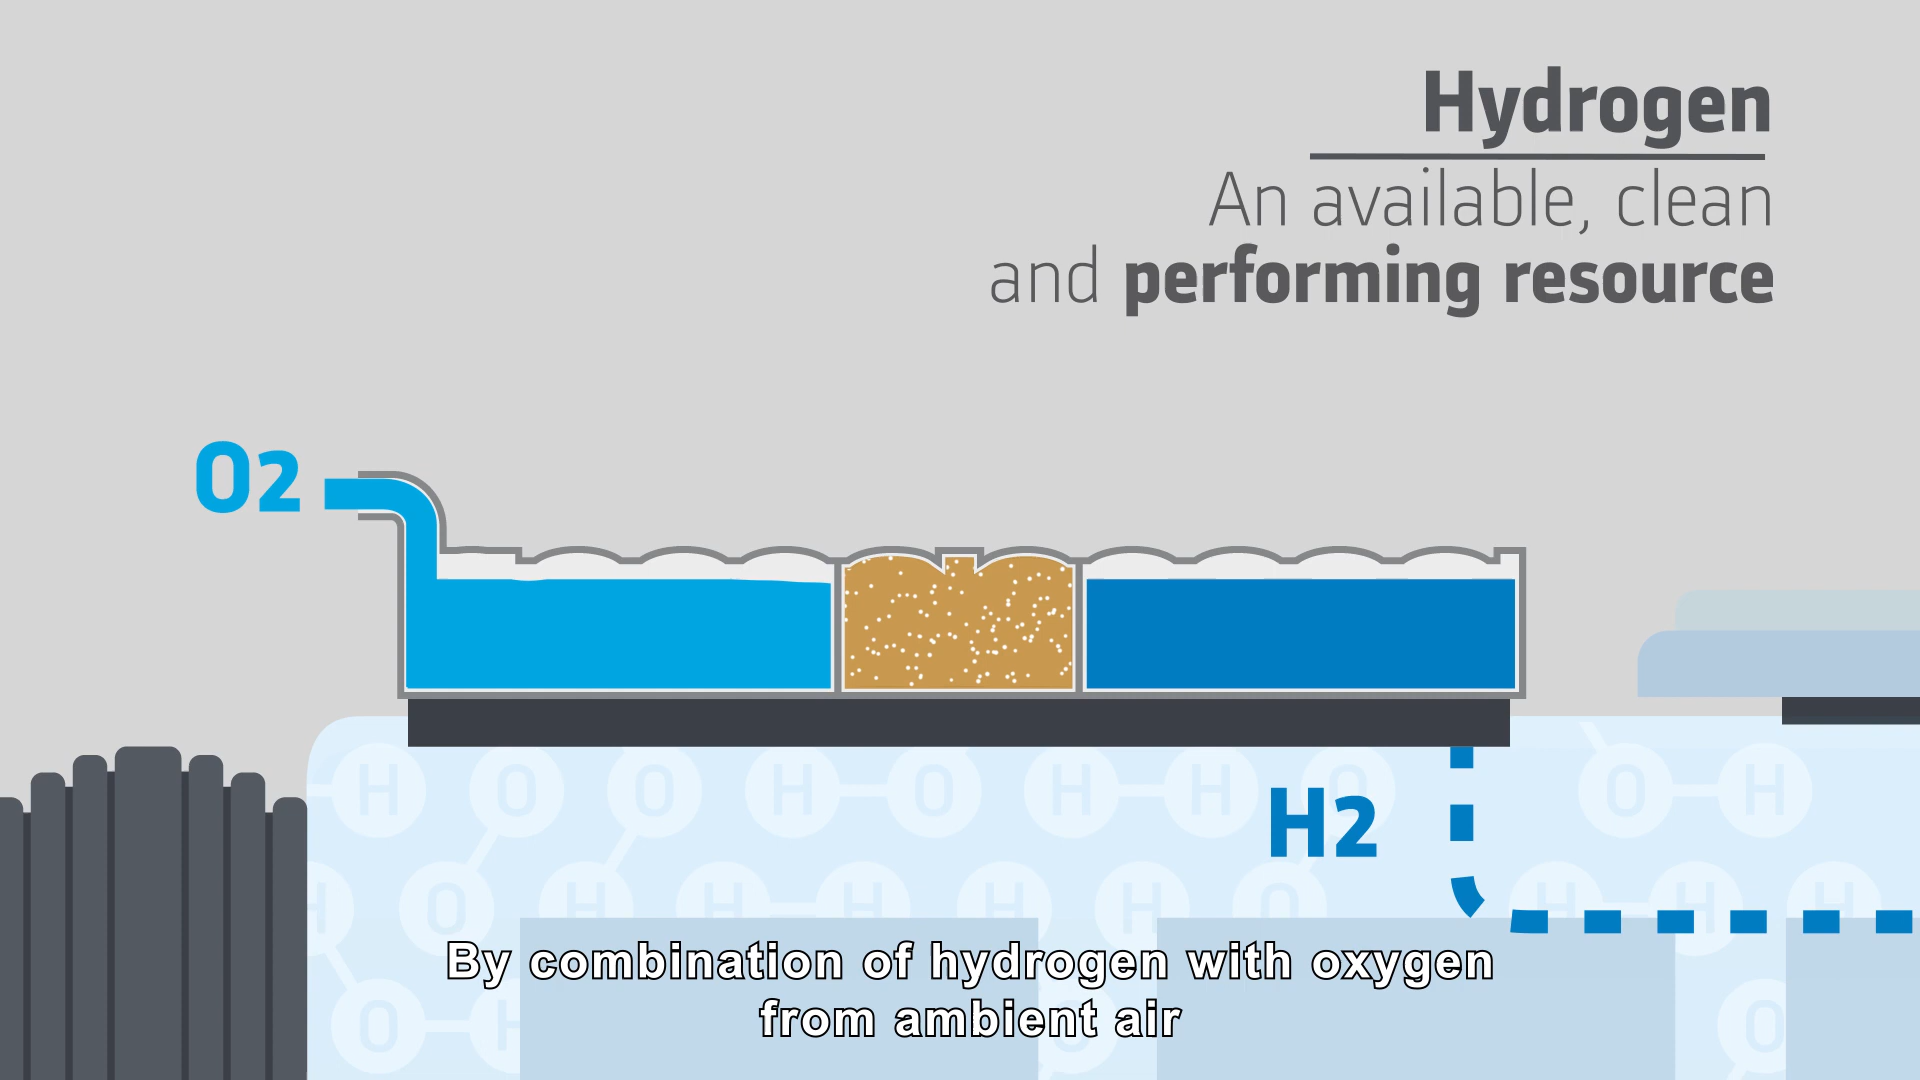 Hydrogen
An available, clean
and performing resource
O2
H O O H O H H O O H
H2
H O H H H H H O H H H
By combination of hydrogen with oxygen
from ambient air
O H O O